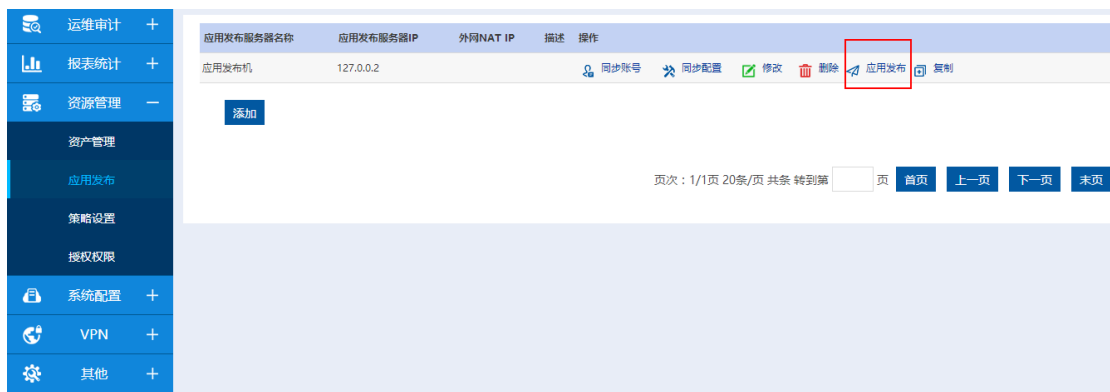 运维审计 +
报表统计 +
资源管理 —
资产管理
应用发布
策略设置
授权权限
系统配置 +
VPN +
其他 +
应用发布服务器名称 应用发布服务器IP 外网NAT IP 描述 操作
应用发布机 127.0.0.2 同步账号 同步配置 修改 删除 应用发布 复制
添加
页次：1/1页 20条/页 共条 转到第 页 首页 上一页 下一页 末页